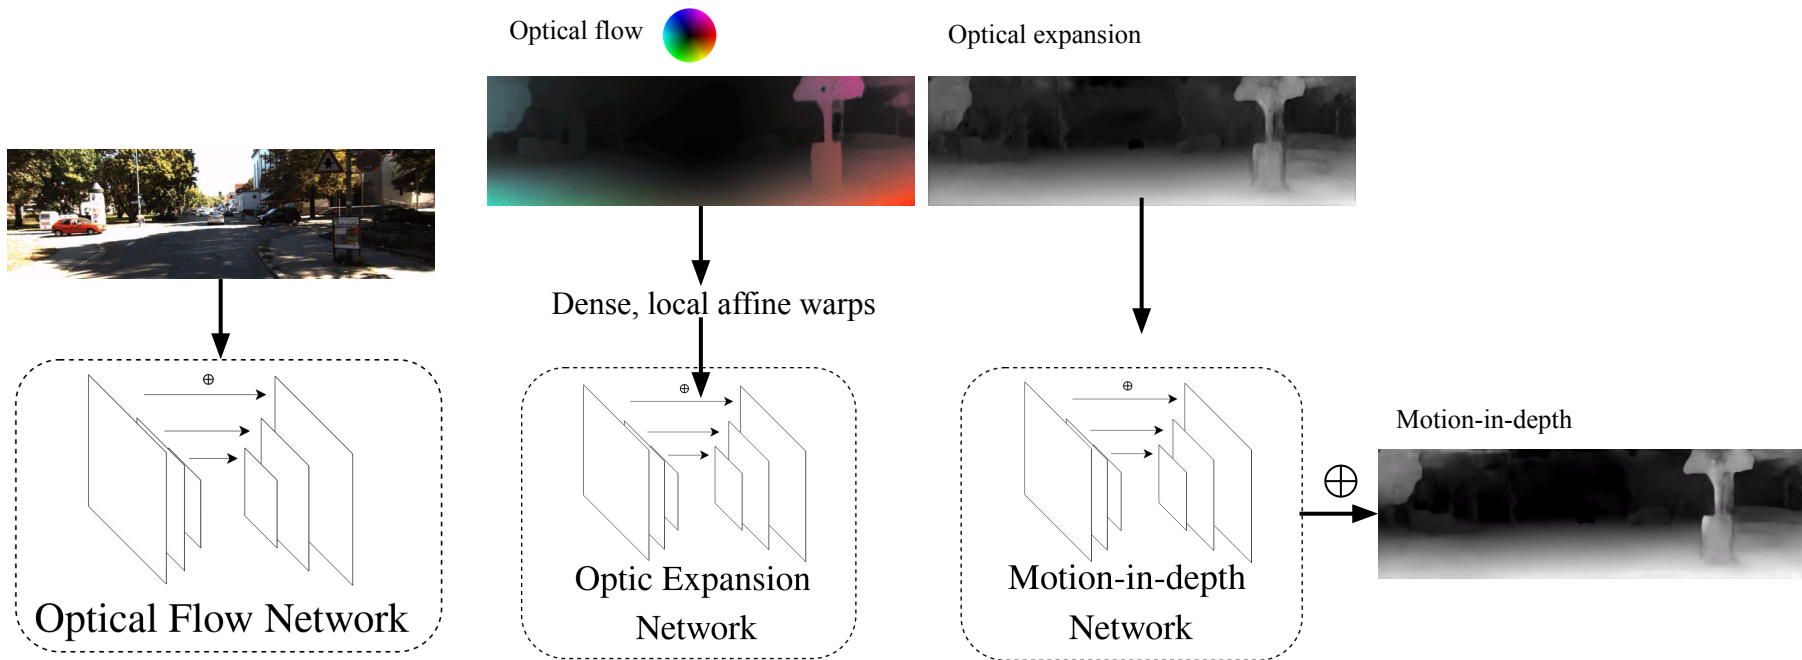 Optical flow
Optical expansion
Dense, local affine warps
Motion-in-depth
Optical Flow Network
Optic Expansion
Network
Motion-in-depth
Network